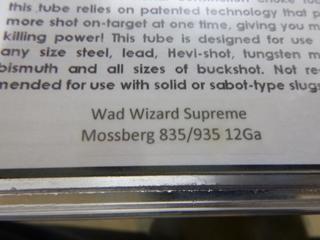 this tube relies on patented technology that p
more shot on-target at one time, giving you m
killing power! This tube is designed for use
any size steel, lead, Hevi-shot, tungsten m
bismuth and all sizes of buckshot. Not re-
mended for use with solid or sabot-type slugs
Wad Wizard Supreme
Mossberg 835/935 12Ga